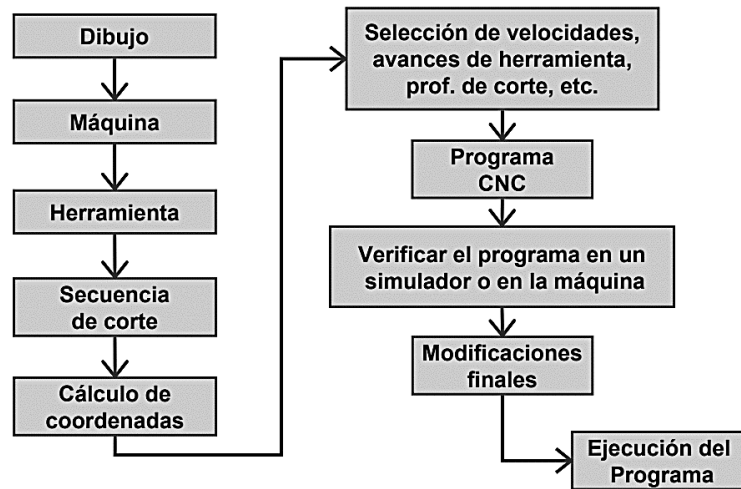 Dibujo
Máquina
Herramienta
Secuencia
de corte
Cálculo de
coordenadas
Selección de velocidades,
avances de herramienta,
prof. de corte, etc.
Programa
CNC
Verificar el programa en un
simulador o en la máquina
Modificaciones
finales
Ejecución del
Programa